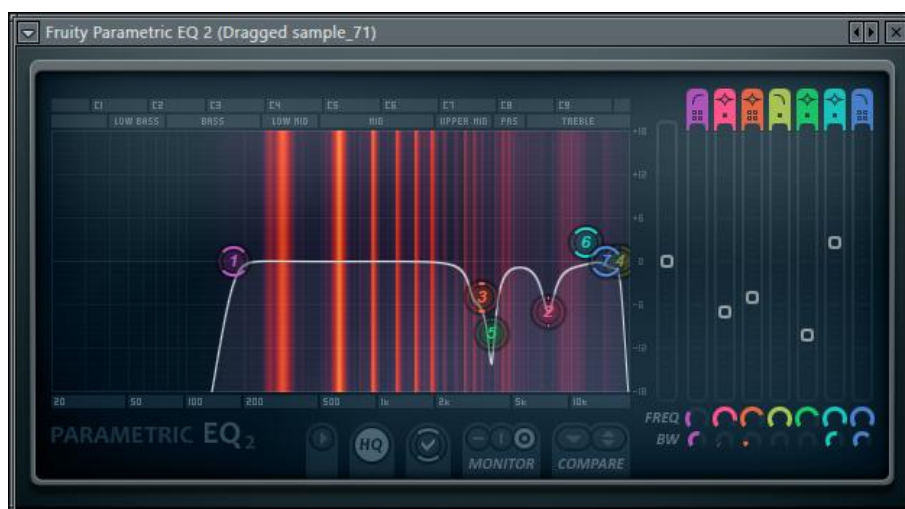 Fruity Parametric EQ 2 (Dragged sample_71)
C1 C2 C3 C4 C5 C6 C7 C8 C9
LOW BASS BASS LOW MID MID UPPER MID PRS TREBLE
+18
+12
+6
0
-6
-12
-18
1 2 3 4 5 6 7
20 50 100 200 500 1k 2k 5k 10k
PARAMETRIC EQ 2
HQ
MONITOR
COMPARE
FREQ
BW